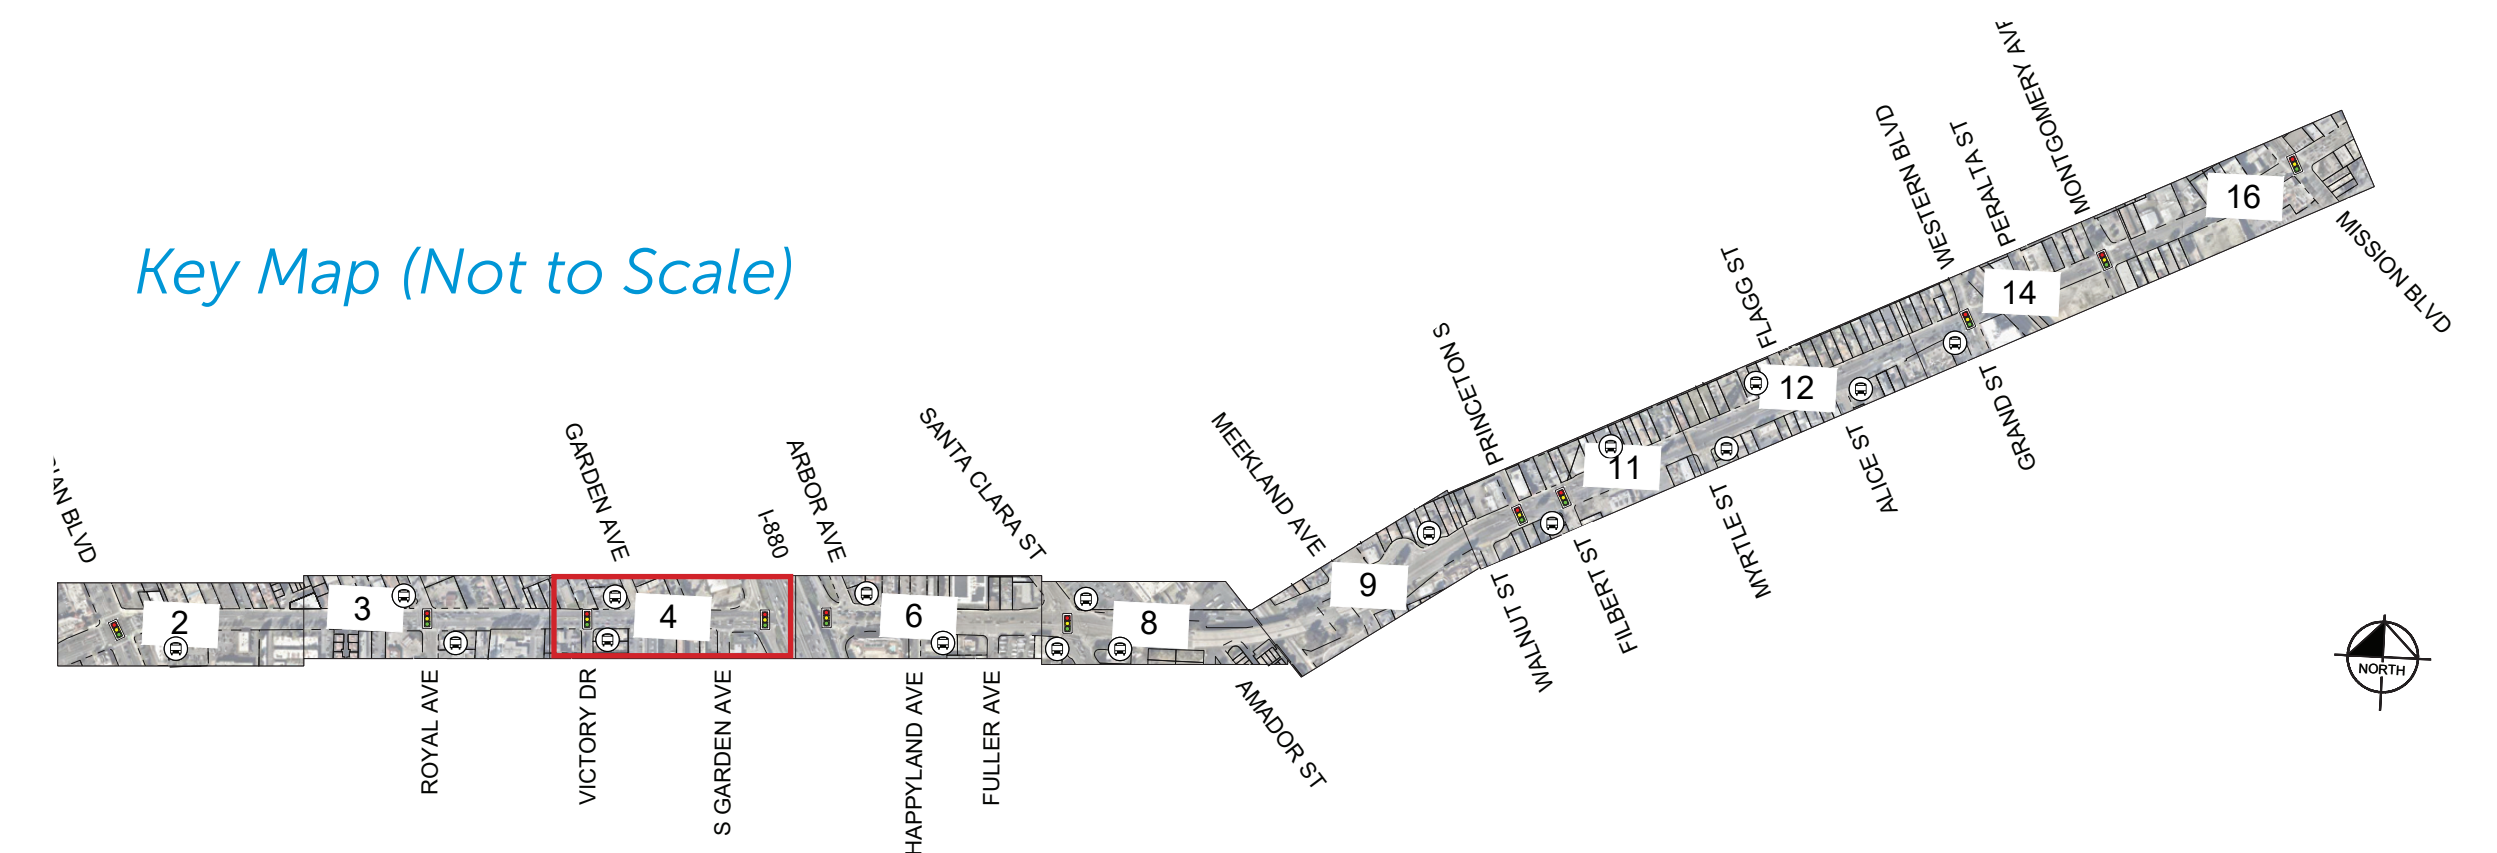 Key Map (Not to Scale)
MONTGOMERY AVE
WESTERN BLVD
PERALTA ST
16
MISSION BLVD
FLAGG ST
14
PRINCETON S
12
GRAND ST
GARDEN AVE
ARBOR AVE
SANTA CLARA ST
MEEKLAND AVE
11
ALICE ST
BLVD
I-880
MYRTLE ST
FILBERT ST
WALNUT ST
2
3
4
6
8
9
NORTH
ROYAL AVE
VICTORY DR
S GARDEN AVE
HAPPYLAND AVE
FULLER AVE
AMADOR ST